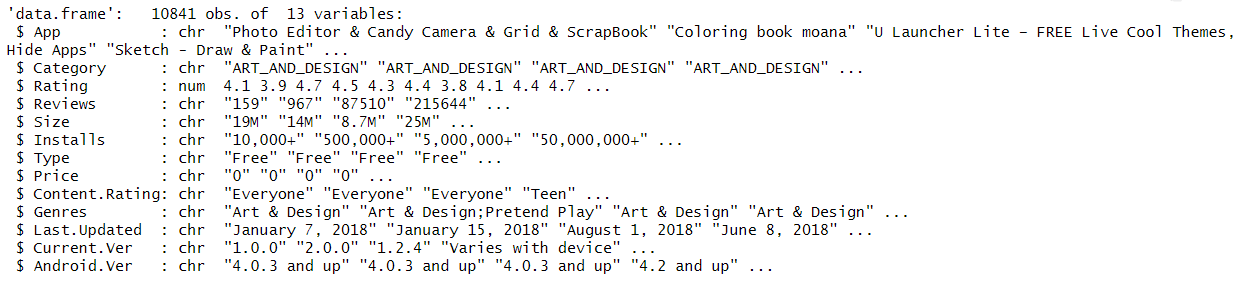 'data.frame':   10841 obs. of  13 variables:
 $ App           : chr  "Photo Editor & Candy Camera & Grid & ScrapBook" "Coloring book moana" "U Launcher Lite – FREE Live Cool Themes,
Hide Apps" "Sketch - Draw & Paint" ...
 $ Category      : chr  "ART_AND_DESIGN" "ART_AND_DESIGN" "ART_AND_DESIGN" "ART_AND_DESIGN" ...
 $ Rating        : num  4.1 3.9 4.7 4.5 4.3 4.4 3.8 4.1 4.4 4.7 ...
 $ Reviews       : chr  "159" "967" "87510" "215644" ...
 $ Size          : chr  "19M" "14M" "8.7M" "25M" ...
 $ Installs      : chr  "10,000+" "500,000+" "5,000,000+" "50,000,000+" ...
 $ Type          : chr  "Free" "Free" "Free" "Free" ...
 $ Price         : chr  "0" "0" "0" "0" ...
 $ Content.Rating: chr  "Everyone" "Everyone" "Everyone" "Teen" ...
 $ Genres        : chr  "Art & Design" "Art & Design;Pretend Play" "Art & Design" "Art & Design" ...
 $ Last.Updated  : chr  "January 7, 2018" "January 15, 2018" "August 1, 2018" "June 8, 2018" ...
 $ Current.Ver   : chr  "1.0.0" "2.0.0" "1.2.4" "Varies with device" ...
 $ Android.Ver   : chr  "4.0.3 and up" "4.0.3 and up" "4.0.3 and up" "4.2 and up" ...